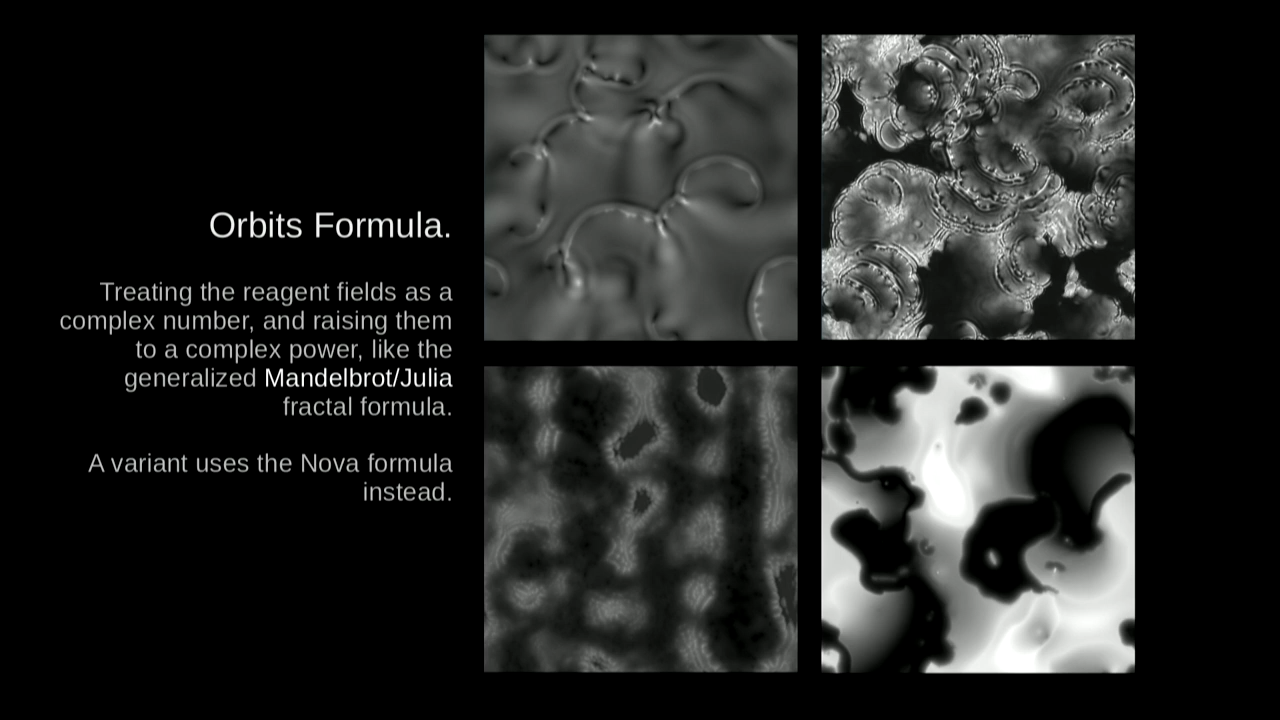 Orbits Formula.
Treating the reagent fields as a
complex number, and raising them
to a complex power, like the
generalized Mandelbrot/Julia
fractal formula.
A variant uses the Nova formula
instead.